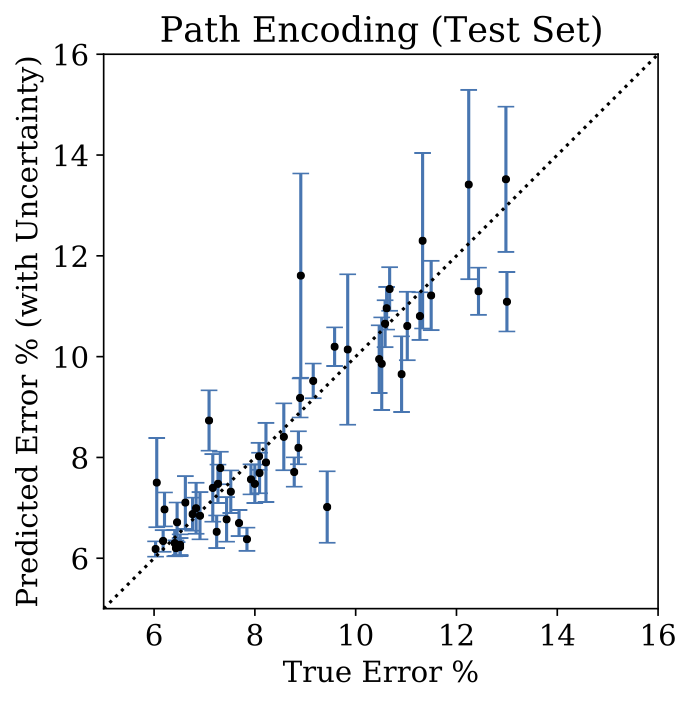 Path Encoding (Test Set)
Predicted Error % (with Uncertainty)
16
14
12
10
8
6
6 8 10 12 14 16
True Error %